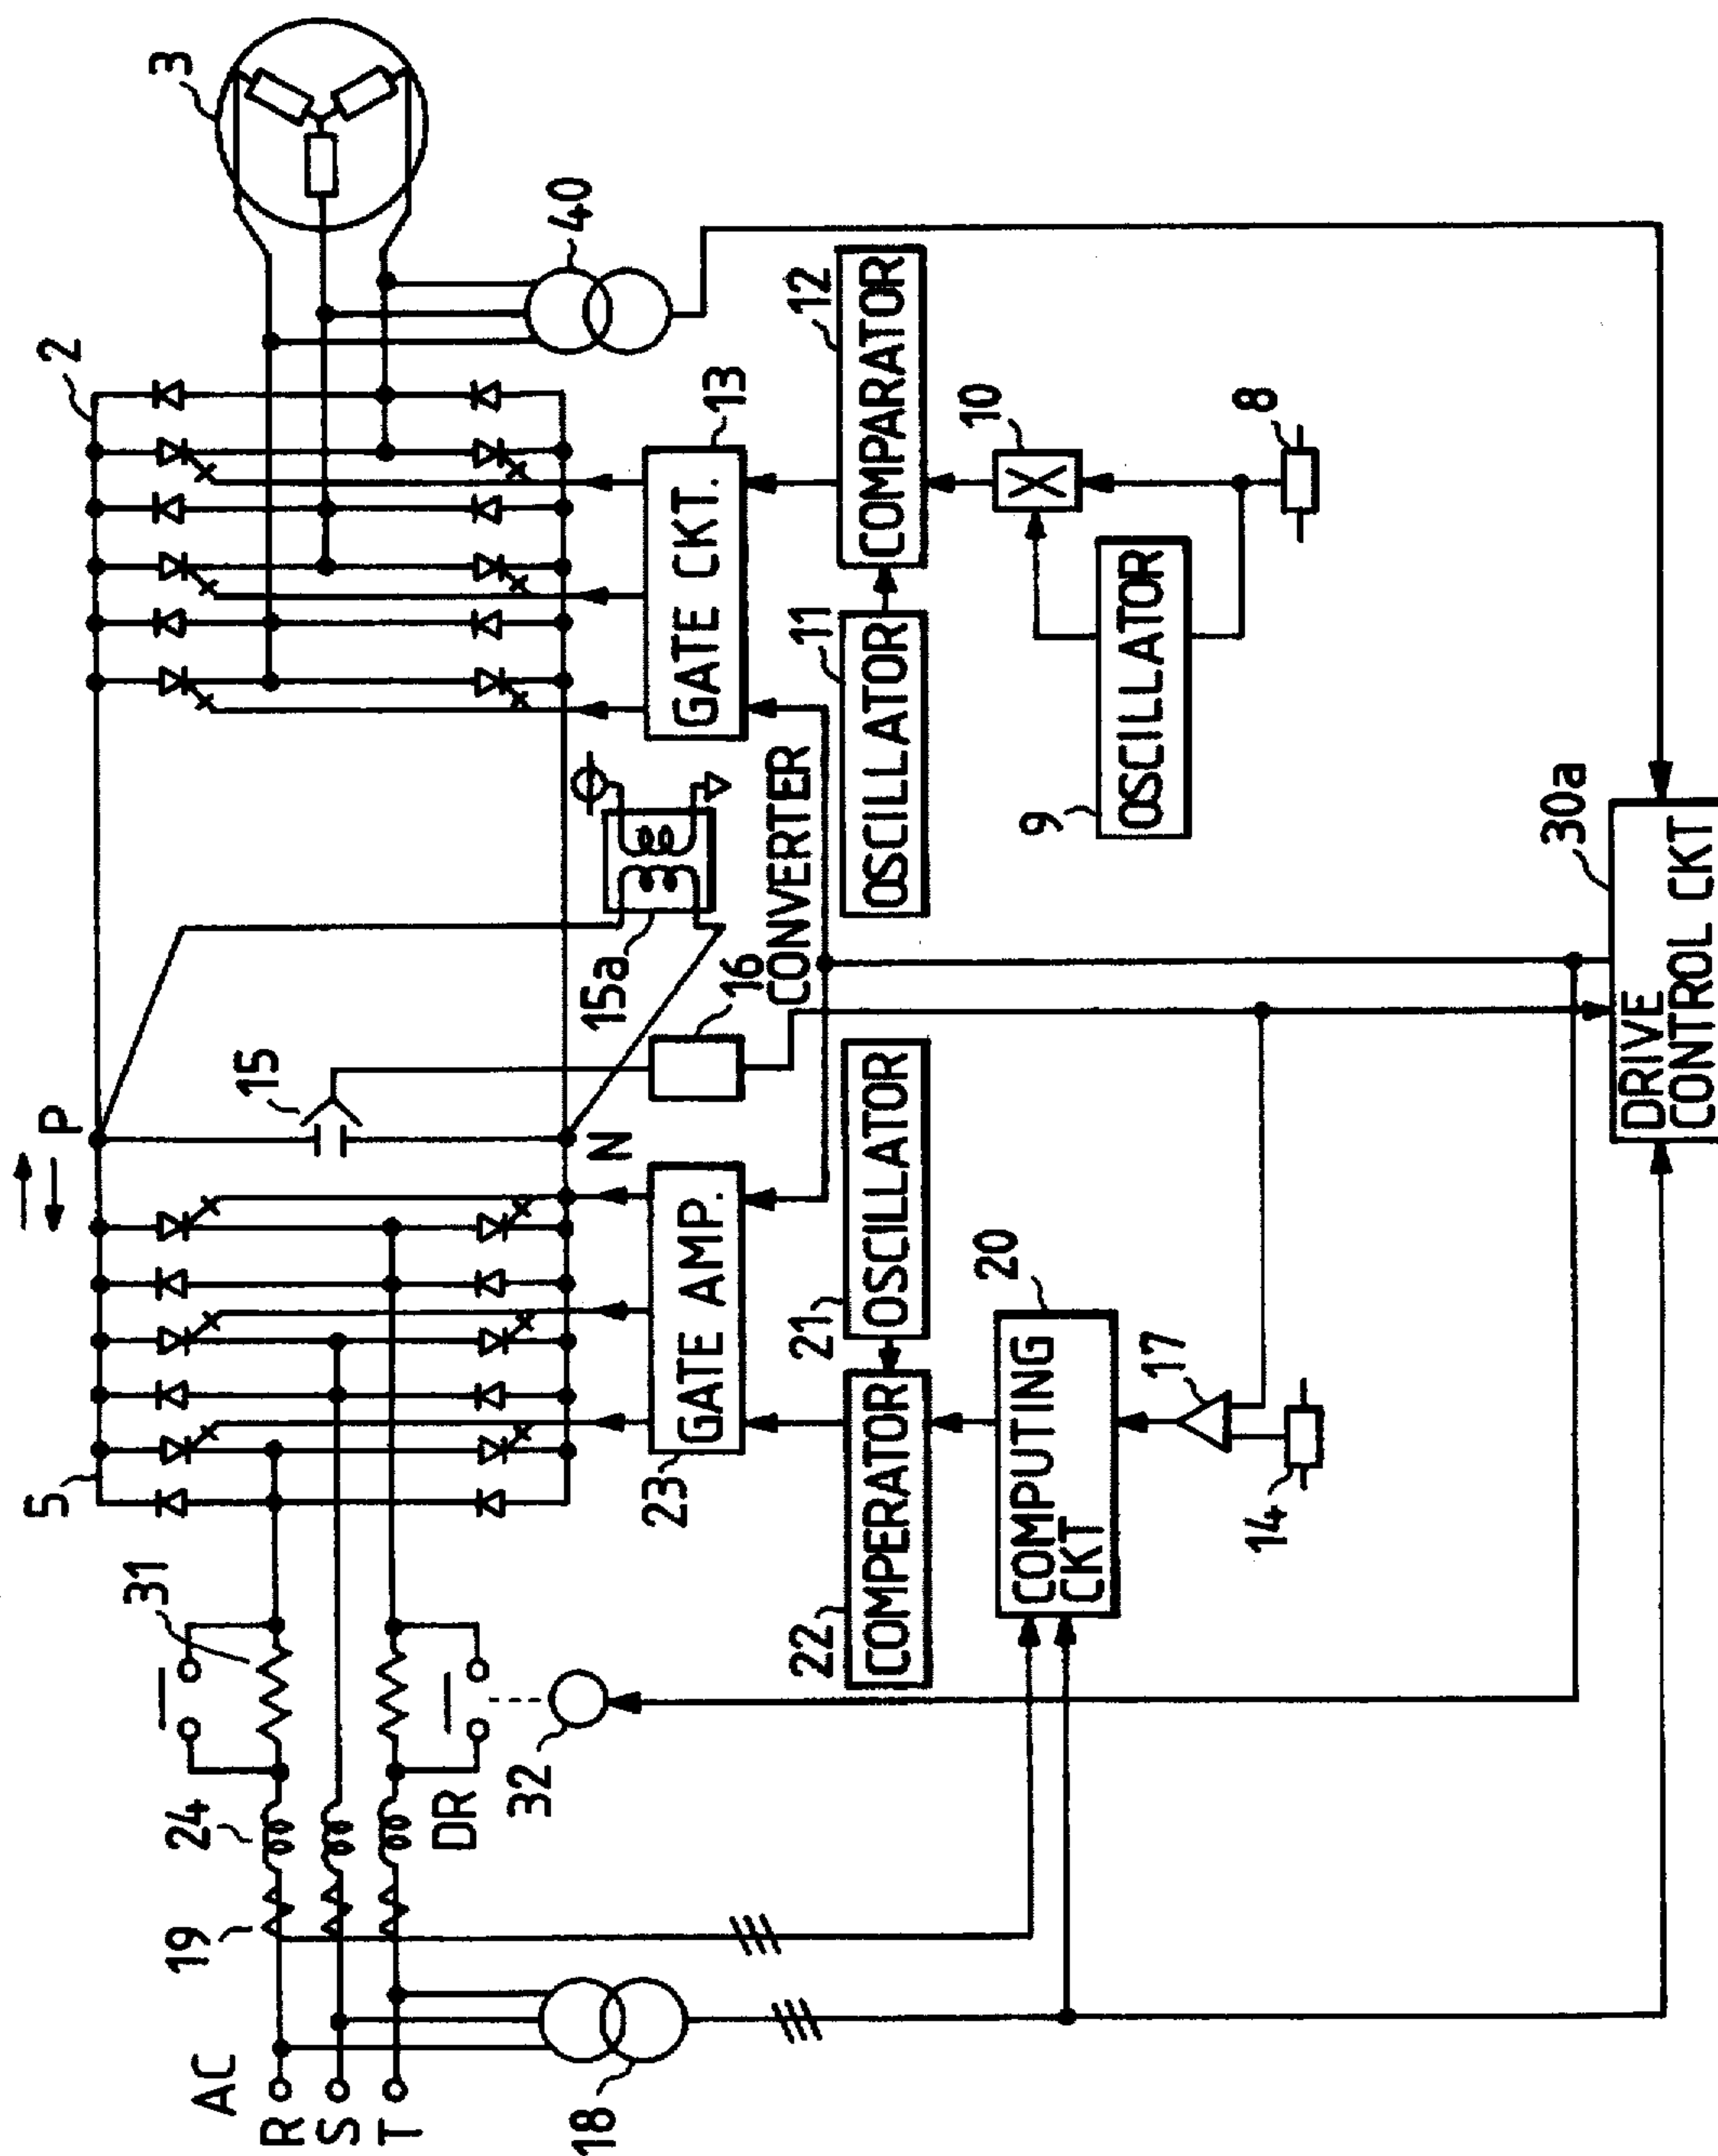 3
2
40
P
5
31
24
19
AC
R
S
T
DR
32
18
15
N
15a
16
CONVERTER
GATE AMP.
23
GATE CKT.
13
OSCILLATOR
21
COMPERATOR
22
OSCILLATOR
11
COMPARATOR
12
COMPUTING
CKT
20
17
14
10
X
OSCILLATOR
9
8
DRIVE
CONTROL CKT
30a